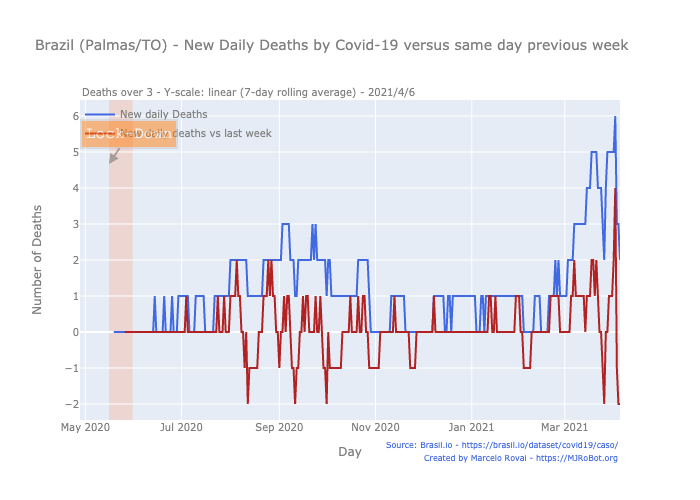 Brazil (Palmas/TO) - New Daily Deaths by Covid-19 versus same day previous week
Deaths over 3 - Y-scale: linear (7-day rolling average) - 2021/4/6
New daily Deaths
Lock Down
deaths vs last week
Number of Deaths
6
5
4
3
2
1
0
−1
−2
May 2020
Jul 2020
Sep 2020
Nov 2020
Jan 2021
Mar 2021
Day
Source: Brasil.io - https://brasil.io/dataset/covid19/caso/
Created by Marcelo Rovai - https://MJRoBot.org